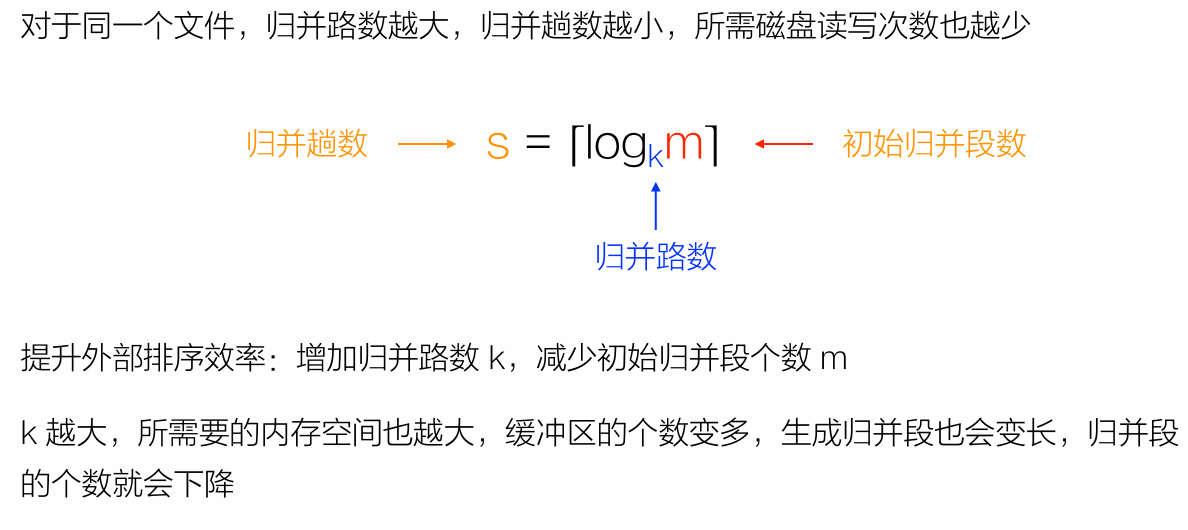 对于同一个文件，归并路数越大，归并趟数越小，所需磁盘读写次数也越少
归并趟数 s = ⌈logₖm⌉ 初始归并段数
归并路数
提升外部排序效率：增加归并路数 k，减少初始归并段个数 m
k 越大，所需要的内存空间也越大，缓冲区的个数变多，生成归并段也会变长，归并段
的个数就会下降